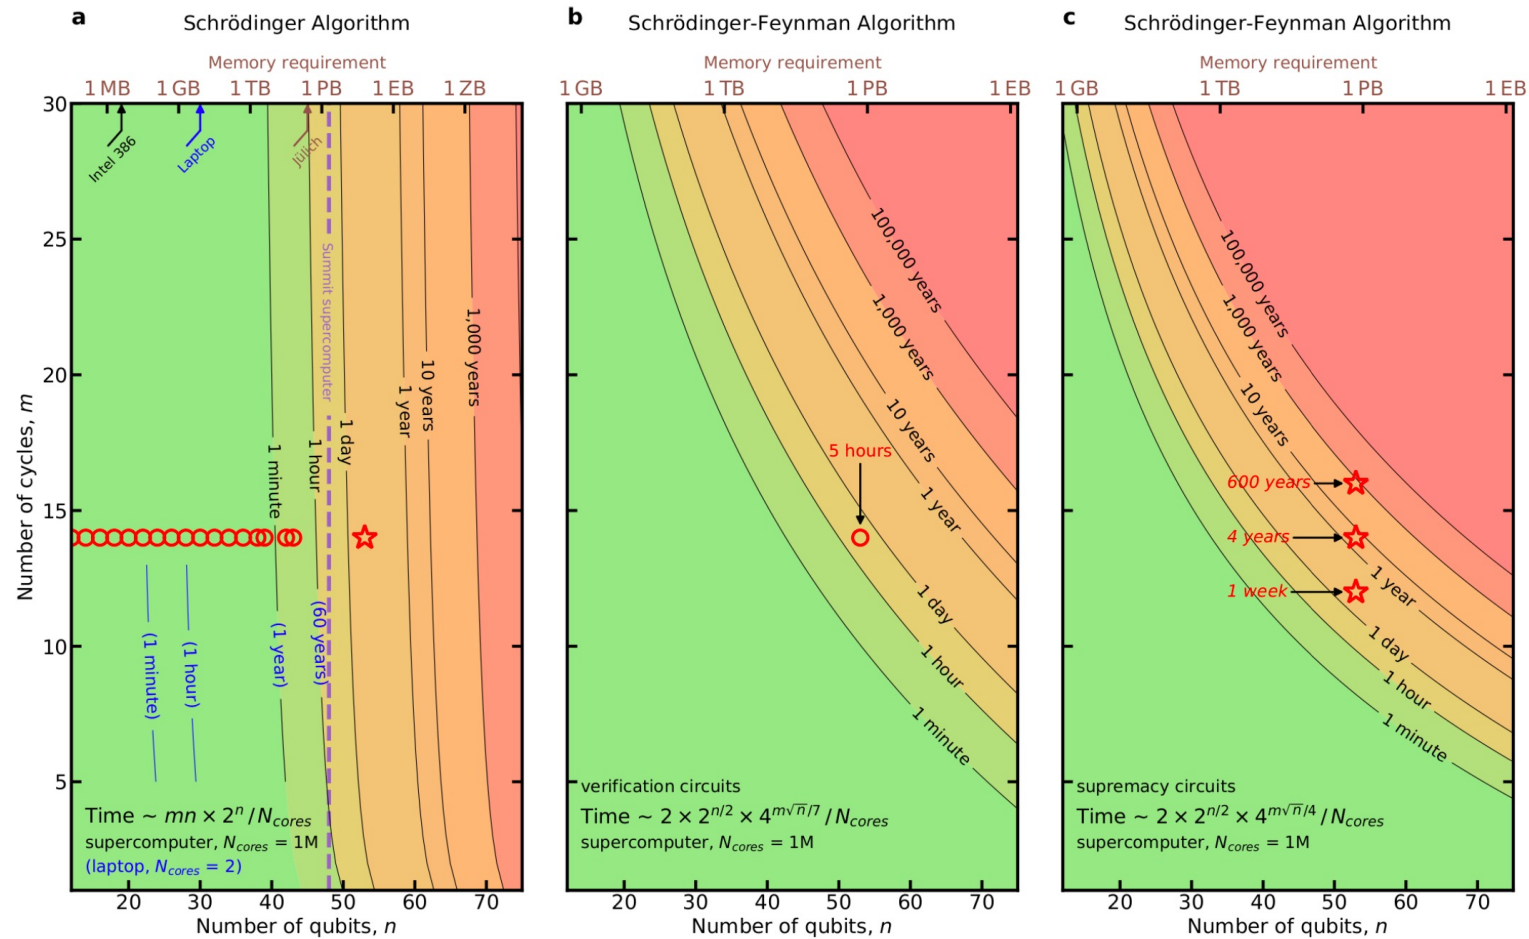 a
Schrödinger Algorithm
Memory requirement
1 MB 1 GB 1 TB 1 PB 1 EB 1 ZB
Intel 386
Laptop
Jülich
Summit supercomputer
1 minute
1 hour
1 day
1 year
10 years
1,000 years
(1 minute)
(1 hour)
(1 year)
(60 years)
Time ~ mn × 2^n / N_cores
supercomputer, N_cores = 1M
(laptop, N_cores = 2)
Number of cycles, m
30
25
20
15
10
5
20 30 40 50 60 70
Number of qubits, n
b
Schrödinger-Feynman Algorithm
Memory requirement
1 GB 1 TB 1 PB 1 EB
100,000 years
1,000 years
10 years
1 year
1 day
1 hour
1 minute
5 hours
verification circuits
Time ~ 2 × 2^{n/2} × 4^{m√n/7} / N_cores
supercomputer, N_cores = 1M
20 30 40 50 60 70
Number of qubits, n
c
Schrödinger-Feynman Algorithm
Memory requirement
1 GB 1 TB 1 PB 1 EB
100,000 years
1,000 years
10 years
600 years
4 years
1 week
1 year
1 day
1 hour
1 minute
supremacy circuits
Time ~ 2 × 2^{n/2} × 4^{m√n/4} / N_cores
supercomputer, N_cores = 1M
20 30 40 50 60 70
Number of qubits, n